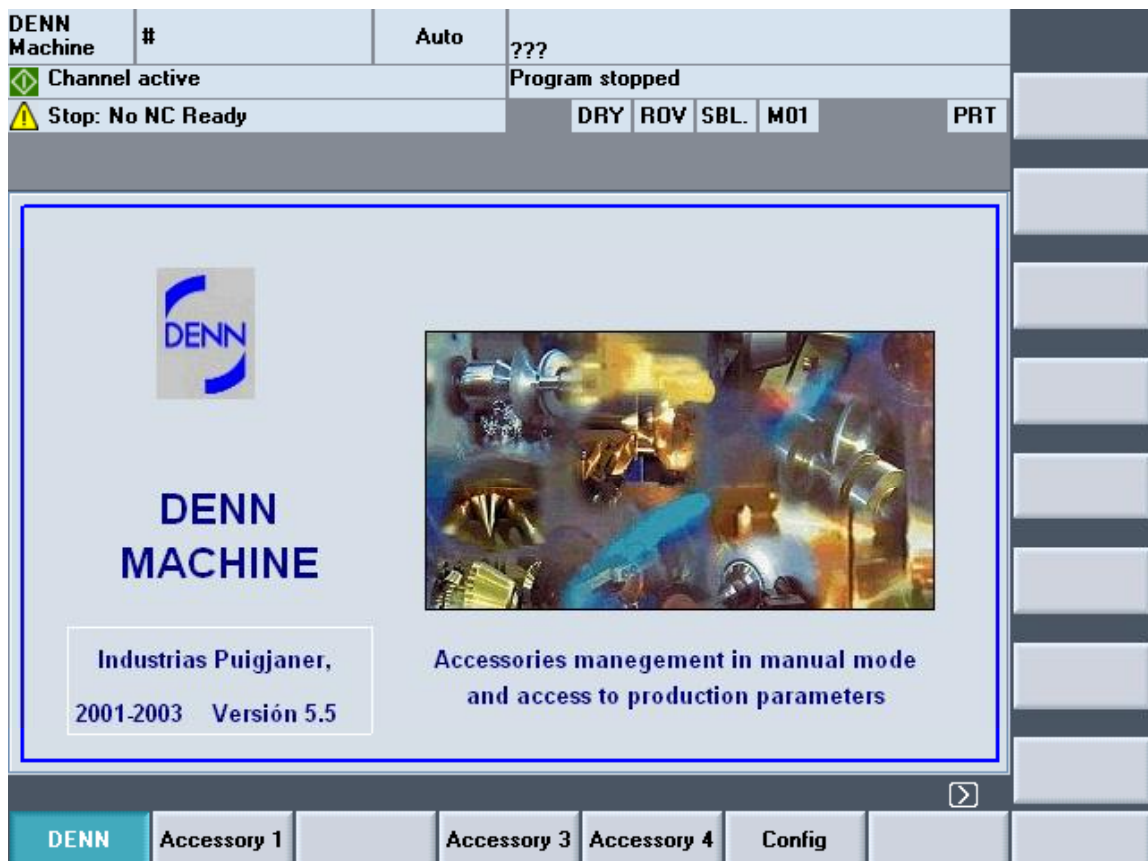 DENN
Machine
#
Auto
???
Channel active
Program stopped
Stop: No NC Ready
DRY ROV SBL. M01 PRT
DENN
DENN
MACHINE
Industrias Puigjaner,
2001-2003 Versión 5.5
Accessories manegement in manual mode
and access to production parameters
DENN Accessory 1 Accessory 3 Accessory 4 Config